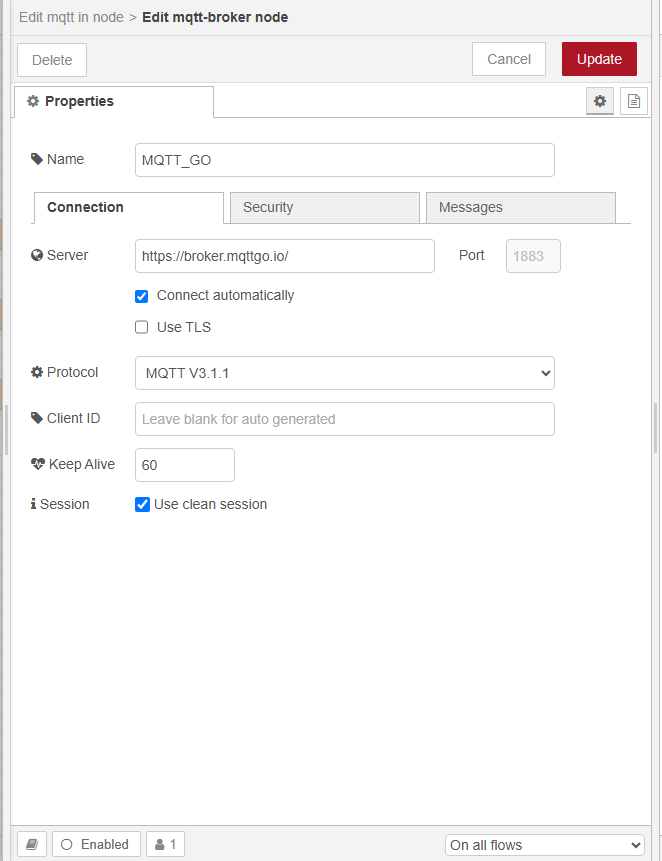 Edit mqtt in node > Edit mqtt-broker node
Delete Cancel Update
Properties
Name MQTT_GO
Connection Security Messages
Server https://broker.mqttgo.io/ Port 1883
Connect automatically
Use TLS
Protocol MQTT V3.1.1
Client ID Leave blank for auto generated
Keep Alive 60
Session Use clean session
Enabled 1 On all flows